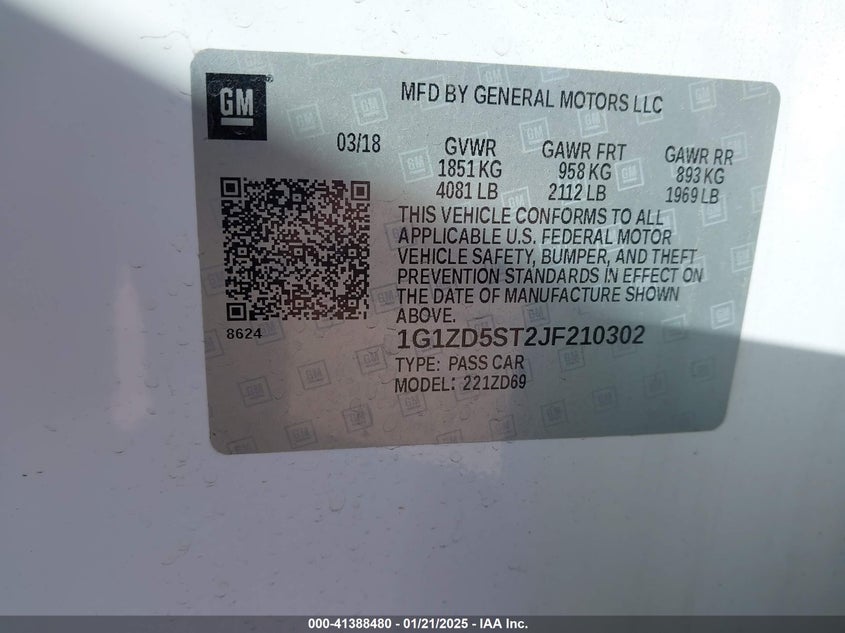 GM
MFD BY GENERAL MOTORS LLC
03/18
GVWR GAWR FRT GAWR RR
1851 KG 958 KG 893 KG
4081 LB 2112 LB 1969 LB
THIS VEHICLE CONFORMS TO ALL
APPLICABLE U.S. FEDERAL MOTOR
VEHICLE SAFETY, BUMPER, AND THEFT
PREVENTION STANDARDS IN EFFECT ON
THE DATE OF MANUFACTURE SHOWN
ABOVE.
8624
1G1ZD5ST2JF210302
TYPE: PASS CAR
MODEL: 221ZD69
000-41388480 - 01/21/2025 - IAA Inc.